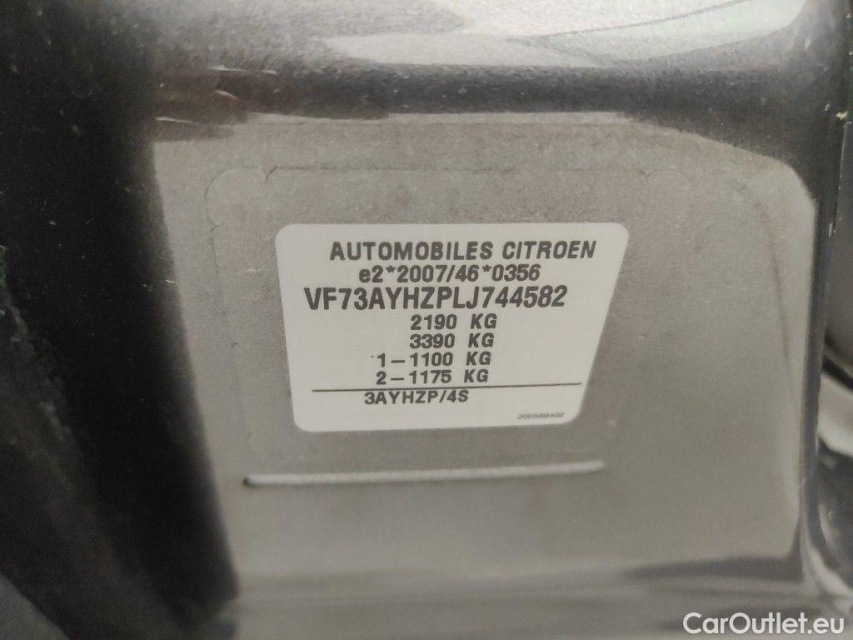 AUTOMOBILES CITROEN
e2*2007/46*0356
VF73AYHZPLJ744582
2190 KG
3390 KG
1-1100 KG
2-1175 KG
3AYHZP/4S
CarOutlet.eu